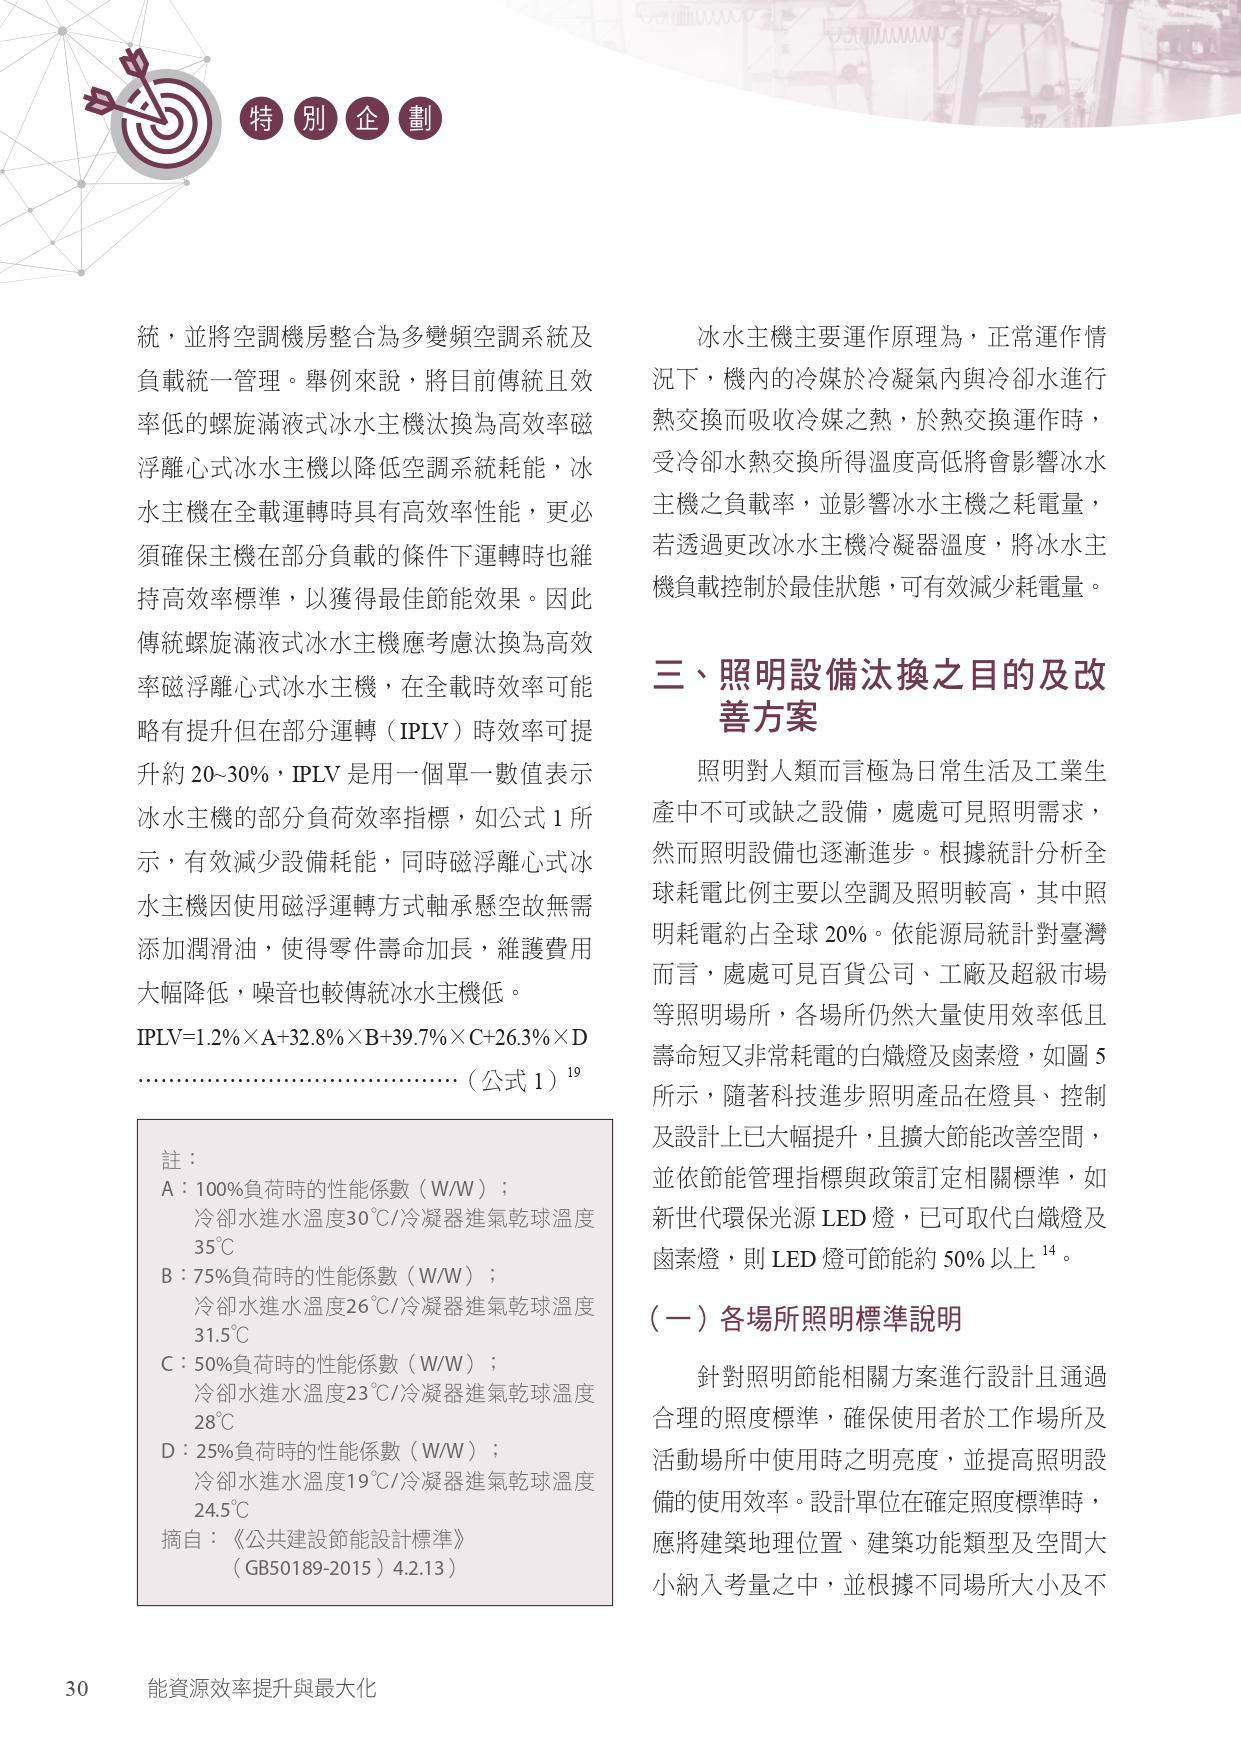 特別企劃
統，並將空調機房整合為多變頻空調系統及
負載統一管理。舉例來說，將目前傳統且效
率低的螺旋滿液式冰水主機汰換為高效率磁
浮離心式冰水主機以降低空調系統耗能，冰
水主機在全載運轉時具有高效率性能，更必
須確保主機在部分負載的條件下運轉時也維
持高效率標準，以獲得最佳節能效果。因此
傳統螺旋滿液式冰水主機應考慮汰換為高效
率磁浮離心式冰水主機，在全載時效率可能
略有提升但在部分運轉（IPLV）時效率可提
升約 20~30%，IPLV 是用一個單一數值表示
冰水主機的部分負荷效率指標，如公式 1 所
示，有效減少設備耗能，同時磁浮離心式冰
水主機因使用磁浮運轉方式軸承懸空故無需
添加潤滑油，使得零件壽命加長，維護費用
大幅降低，噪音也較傳統冰水主機低。
IPLV=1.2%×A+32.8%×B+39.7%×C+26.3%×D
……………………………………（公式 1）19
註：
A：100%負荷時的性能係數（W/W）；
冷卻水進水溫度30℃/冷凝器進氣乾球溫度
35℃
B：75%負荷時的性能係數（W/W）；
冷卻水進水溫度26℃/冷凝器進氣乾球溫度
31.5℃
C：50%負荷時的性能係數（W/W）；
冷卻水進水溫度23℃/冷凝器進氣乾球溫度
28℃
D：25%負荷時的性能係數（W/W）；
冷卻水進水溫度19℃/冷凝器進氣乾球溫度
24.5℃
摘自：《公共建設節能設計標準》
（GB50189-2015）4.2.13）
冰水主機主要運作原理為，正常運作情
況下，機內的冷媒於冷凝氣內與冷卻水進行
熱交換而吸收冷媒之熱，於熱交換運作時，
受冷卻水熱交換所得溫度高低將會影響冰水
主機之負載率，並影響冰水主機之耗電量，
若透過更改冰水主機冷凝器溫度，將冰水主
機負載控制於最佳狀態，可有效減少耗電量。
三、照明設備汰換之目的及改
善方案
照明對人類而言極為日常生活及工業生
產中不可或缺之設備，處處可見照明需求，
然而照明設備也逐漸進步。根據統計分析全
球耗電比例主要以空調及照明較高，其中照
明耗電約占全球 20%。依能源局統計對臺灣
而言，處處可見百貨公司、工廠及超級市場
等照明場所，各場所仍然大量使用效率低且
壽命短又非常耗電的白熾燈及鹵素燈，如圖 5
所示，隨著科技進步照明產品在燈具、控制
及設計上已大幅提升，且擴大節能改善空間，
並依節能管理指標與政策訂定相關標準，如
新世代環保光源 LED 燈，已可取代白熾燈及
鹵素燈，則 LED 燈可節能約 50% 以上 14。
（一）各場所照明標準說明
針對照明節能相關方案進行設計且通過
合理的照度標準，確保使用者於工作場所及
活動場所中使用時之明亮度，並提高照明設
備的使用效率。設計單位在確定照度標準時，
應將建築地理位置、建築功能類型及空間大
小納入考量之中，並根據不同場所大小及不
30 能資源效率提升與最大化